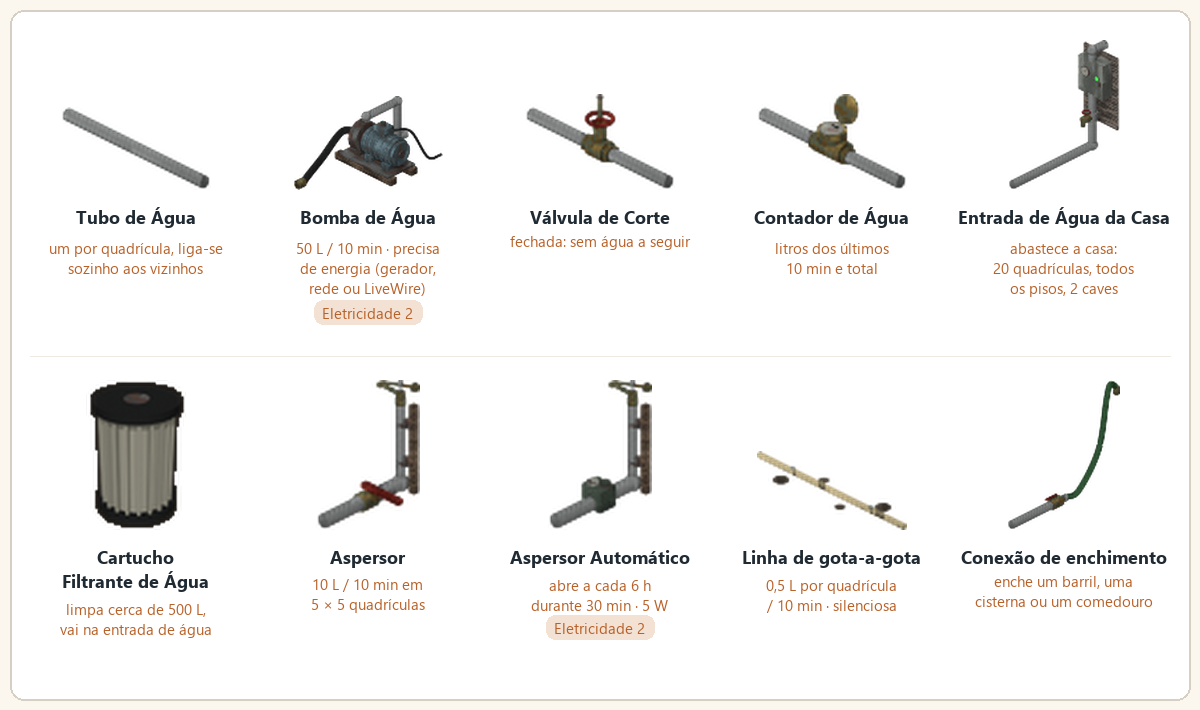 Tubo de Água
um por quadrícula, liga-se
sozinho aos vizinhos
Bomba de Água
50 L / 10 min · precisa
de energia (gerador,
rede ou LiveWire)
Eletricidade 2
Válvula de Corte
fechada: sem água a seguir
Contador de Água
litros dos últimos
10 min e total
Entrada de Água da Casa
abastece a casa:
20 quadrículas, todos
os pisos, 2 caves
Cartucho
Filtrante de Água
limpa cerca de 500 L,
vai na entrada de água
Aspersor
10 L / 10 min em
5 × 5 quadrículas
Aspersor Automático
abre a cada 6 h
durante 30 min · 5 W
Eletricidade 2
Linha de gota-a-gota
0,5 L por quadrícula
/ 10 min · silenciosa
Conexão de enchimento
enche um barril, uma
cisterna ou um comedouro